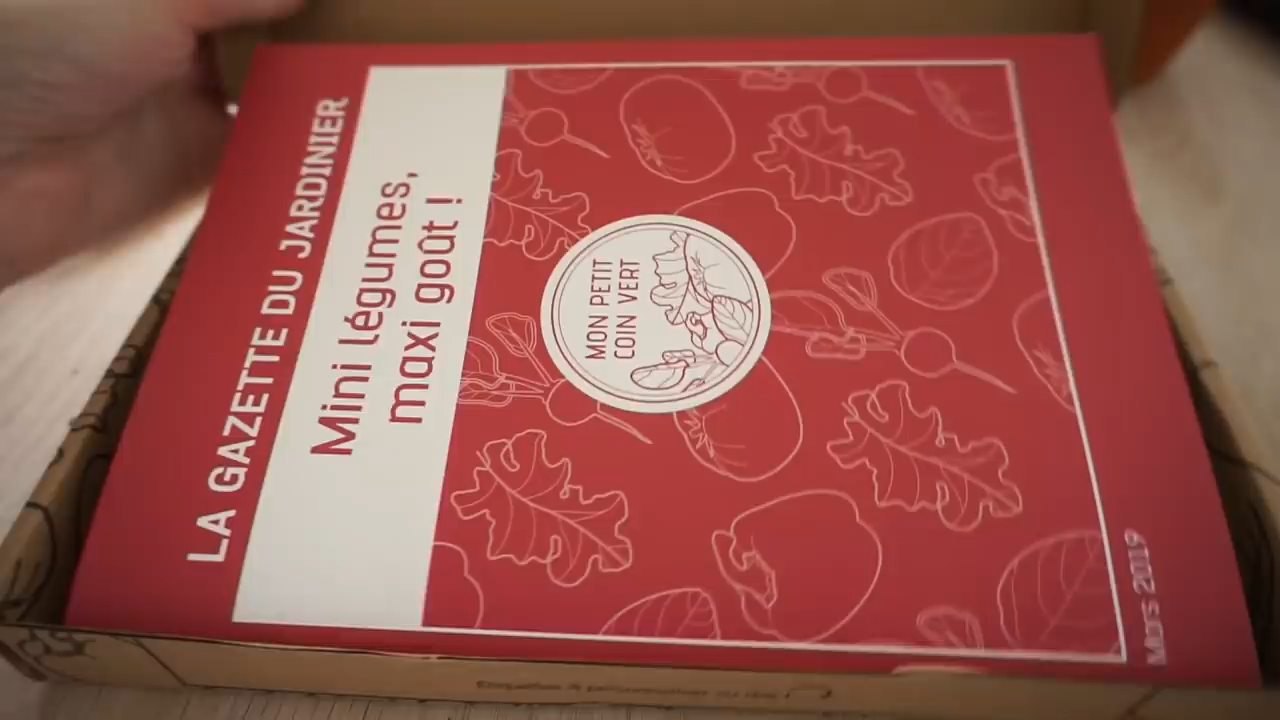 LA GAZETTE DU JARDINIER
Mini légumes,
maxi goût !
MON PETIT
COIN VERT
Mars 2019